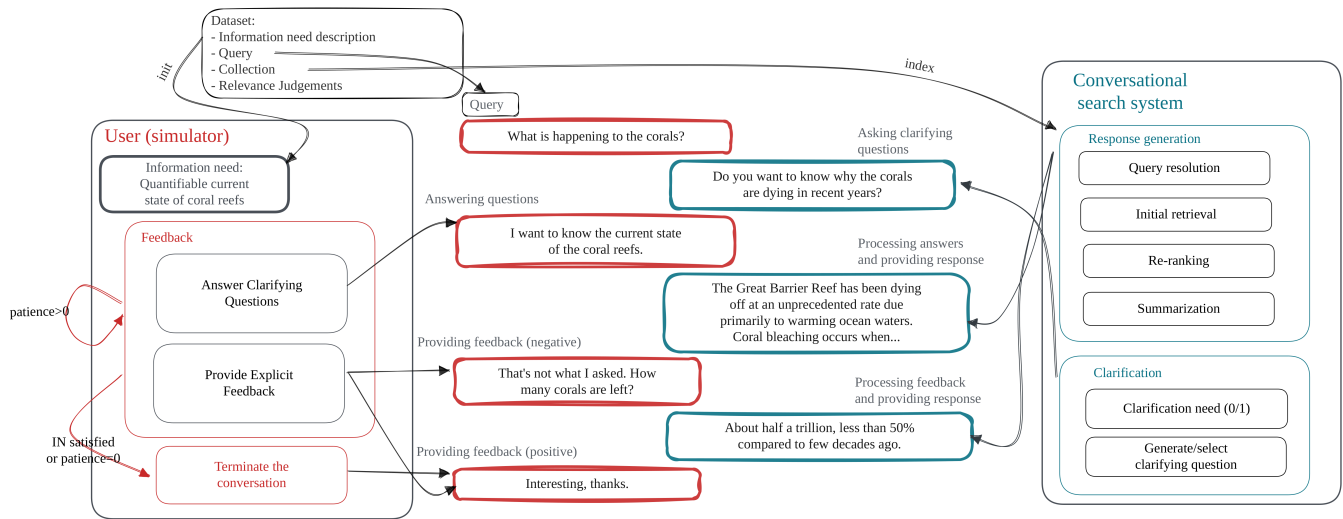 Dataset:
- Information need description
- Query
- Collection
- Relevance Judgements
init
index
Query
User (simulator)
Information need:
Quantifiable current
state of coral reefs
Feedback
Answer Clarifying
Questions
Provide Explicit
Feedback
patience>0
IN satisfied
or patience=0
Terminate the
conversation
What is happening to the corals?
Asking clarifying
questions
Do you want to know why the corals
are dying in recent years?
Answering questions
I want to know the current state
of the coral reefs.
Processing answers
and providing response
The Great Barrier Reef has been dying
off at an unprecedented rate due
primarily to warming ocean waters.
Coral bleaching occurs when...
Providing feedback (negative)
That's not what I asked. How
many corals are left?
Processing feedback
and providing response
About half a trillion, less than 50%
compared to few decades ago.
Providing feedback (positive)
Interesting, thanks.
Conversational
search system
Response generation
Query resolution
Initial retrieval
Re-ranking
Summarization
Clarification
Clarification need (0/1)
Generate/select
clarifying question